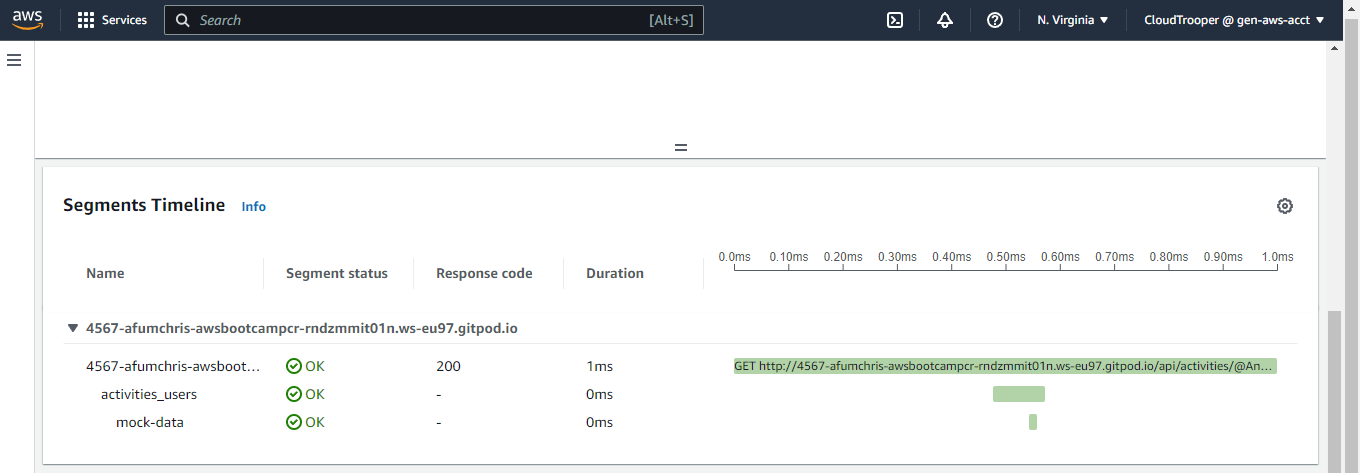 aws Services Search [Alt+S] N. Virginia CloudTrooper @ gen-aws-acct
Segments Timeline Info
0.0ms 0.10ms 0.20ms 0.30ms 0.40ms 0.50ms 0.60ms 0.70ms 0.80ms 0.90ms 1.0ms
Name Segment status Response code Duration
4567-afumchris-awsbootcampcr-rndzmmit01n.ws-eu97.gitpod.io
4567-afumchris-awsboot... OK 200 1ms GET http://4567-afumchris-awsbootcampcr-rndzmmit01n.ws-eu97.gitpod.io/api/activities/@An...
activities_users OK - 0ms
mock-data OK - 0ms